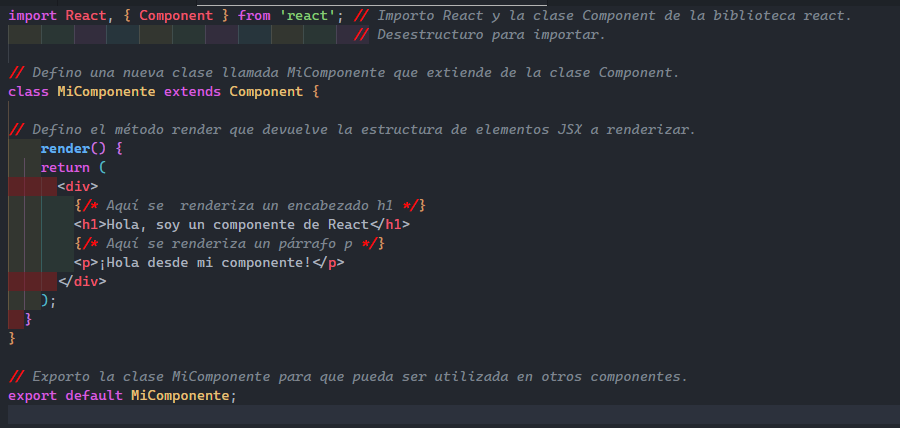 import React, { Component } from 'react'; // Importo React y la clase Component de la biblioteca react.
// Desestructuro para importar.
// Defino una nueva clase llamada MiComponente que extiende de la clase Component.
class MiComponente extends Component {
// Defino el método render que devuelve la estructura de elementos JSX a renderizar.
render() {
return (
<div>
{/* Aquí se  renderiza un encabezado h1 */}
<h1>Hola, soy un componente de React</h1>
{/* Aquí se renderiza un párrafo p */}
<p>¡Hola desde mi componente!</p>
</div>
);
}
}
// Exporto la clase MiComponente para que pueda ser utilizada en otros componentes.
export default MiComponente;